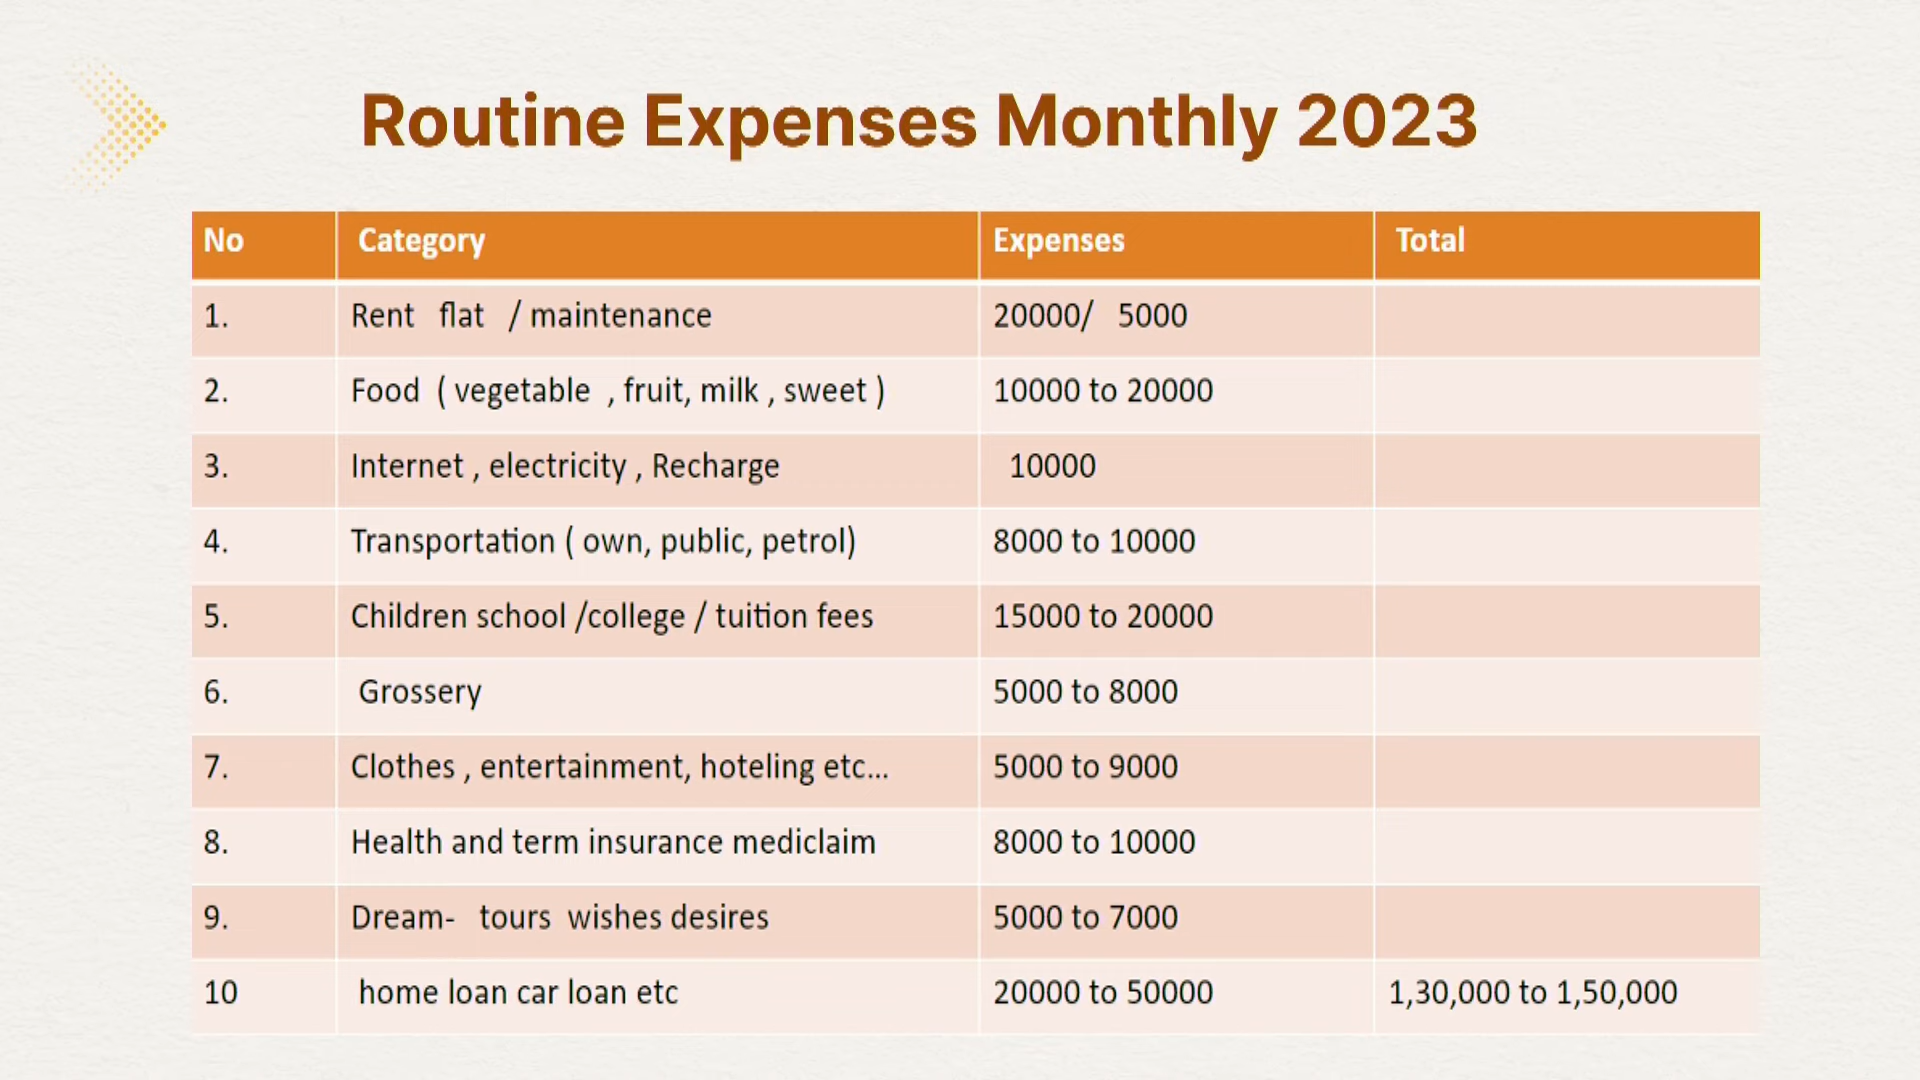 Routine Expenses Monthly 2023
No Category Expenses Total
1. Rent flat / maintenance 20000/ 5000
2. Food ( vegetable , fruit, milk , sweet ) 10000 to 20000
3. Internet , electricity , Recharge 10000
4. Transportation ( own, public, petrol) 8000 to 10000
5. Children school /college / tuition fees 15000 to 20000
6. Grossery 5000 to 8000
7. Clothes , entertainment, hoteling etc... 5000 to 9000
8. Health and term insurance mediclaim 8000 to 10000
9. Dream- tours wishes desires 5000 to 7000
10 home loan car loan etc 20000 to 50000 1,30,000 to 1,50,000